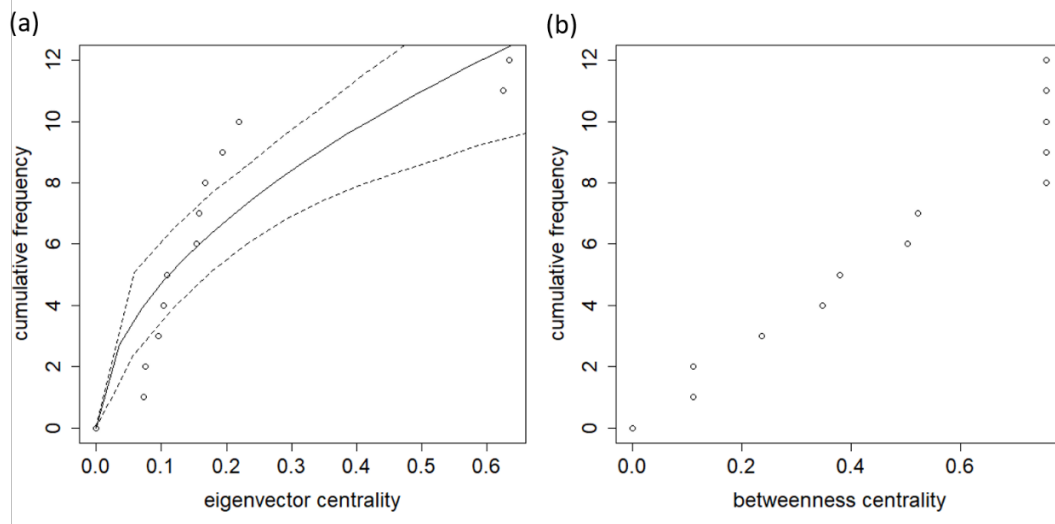 (a)
cumulative frequency
12
10
8
6
4
2
0
0.0 0.1 0.2 0.3 0.4 0.5 0.6
eigenvector centrality
(b)
cumulative frequency
12
10
8
6
4
2
0
0.0 0.2 0.4 0.6
betweenness centrality